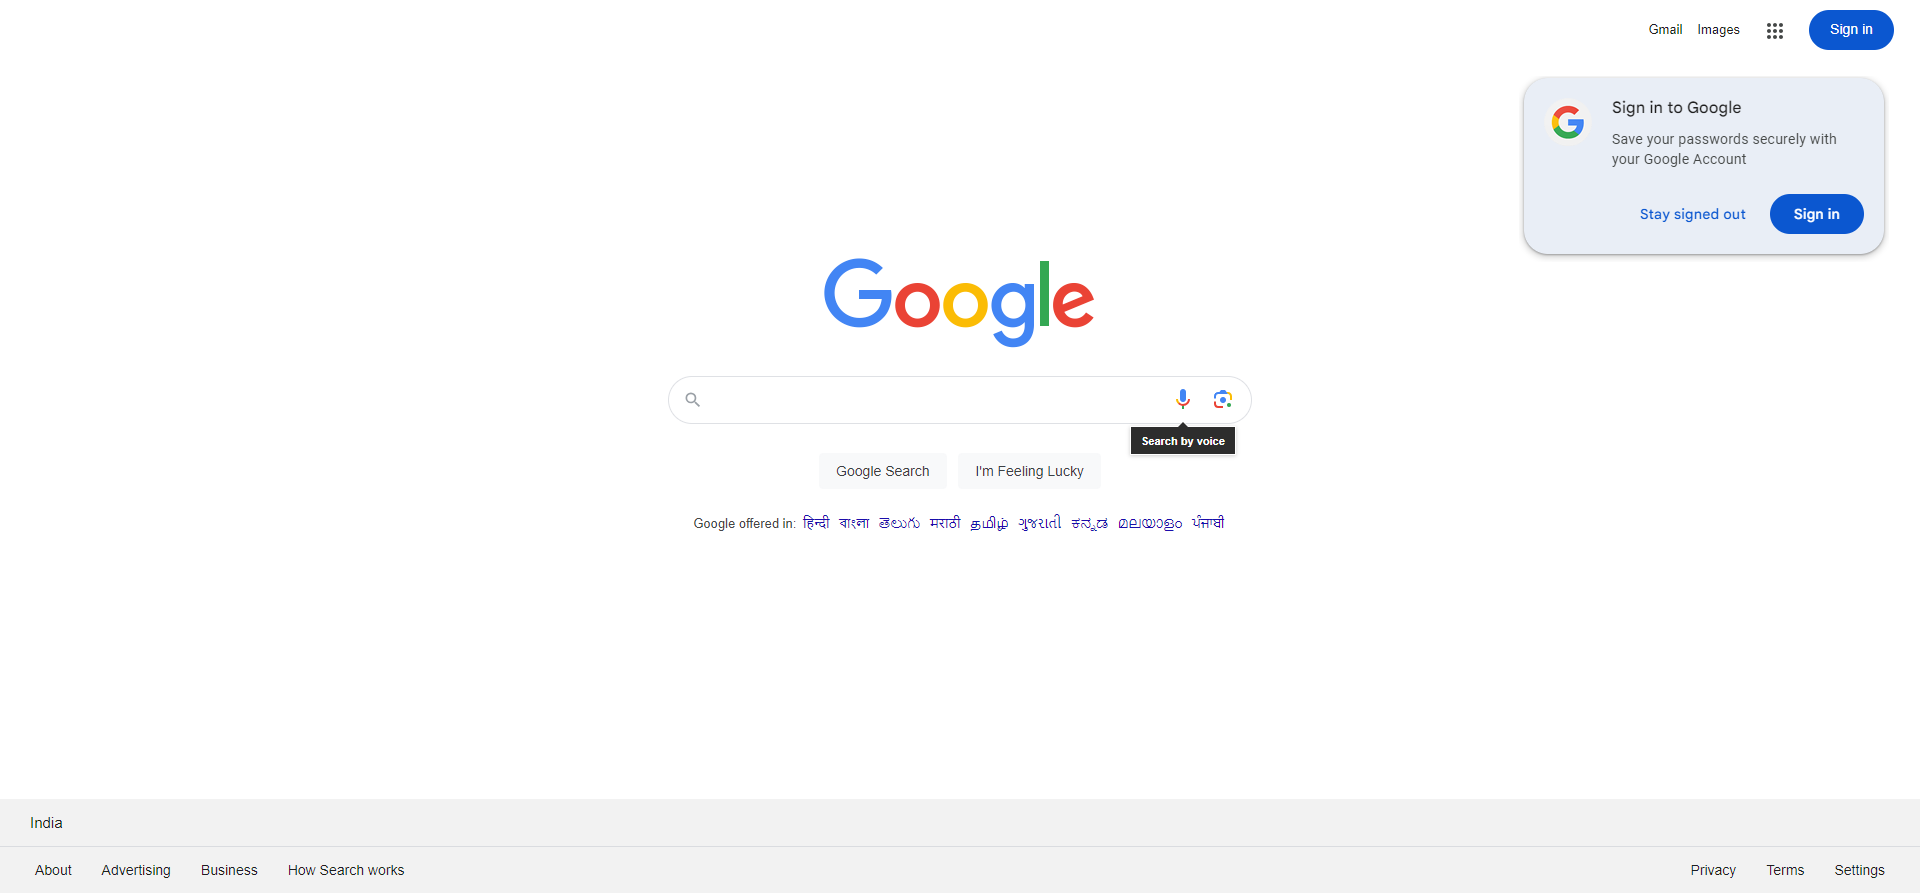 Gmail Images Sign in
Sign in to Google
Save your passwords securely with
your Google Account
Stay signed out Sign in
Google
Search by voice
Google Search I'm Feeling Lucky
Google offered in: हिन्दी বাংলা తెలుగు मराठी தமிழ் ગુજરાતી ಕನ್ನಡ മലയാളം ਪੰਜਾਬੀ
India
About Advertising Business How Search works Privacy Terms Settings